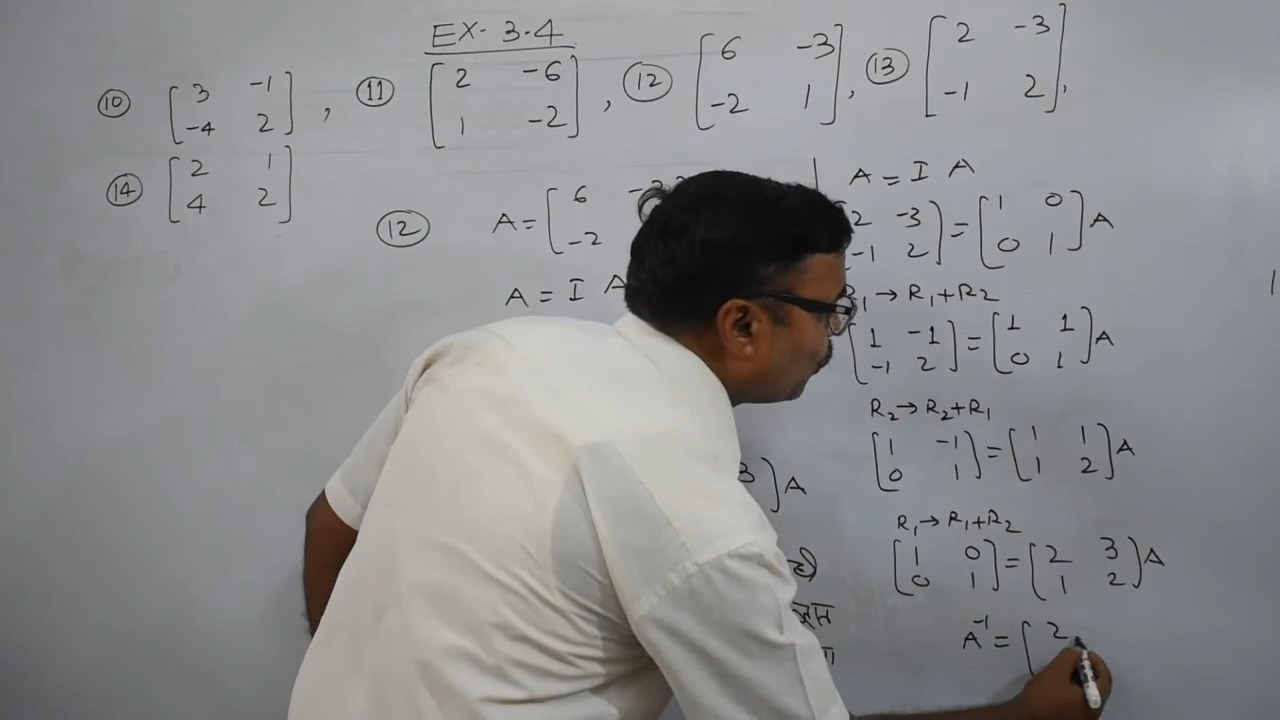 EX- 3.4
⑩ [3 -1; -4 2], ⑪ [2 -6; 1 -2], ⑫ [6 -3; -2 1], ⑬ [2 -3; -1 2],
⑭ [2 1; 4 2]
⑫ A = [6; -2
A = I A
3] A
A = I A
[2 -3; -1 2] = [1 0; 0 1] A
R₁ → R₁+R₂
[1 -1; -1 2] = [1 1; 0 1] A
R₂ → R₂+R₁
[1 -1; 0 1] = [1 1; 1 2] A
R₁ → R₁+R₂
[1 0; 0 1] = [2 3; 1 2] A
A⁻¹ = [2